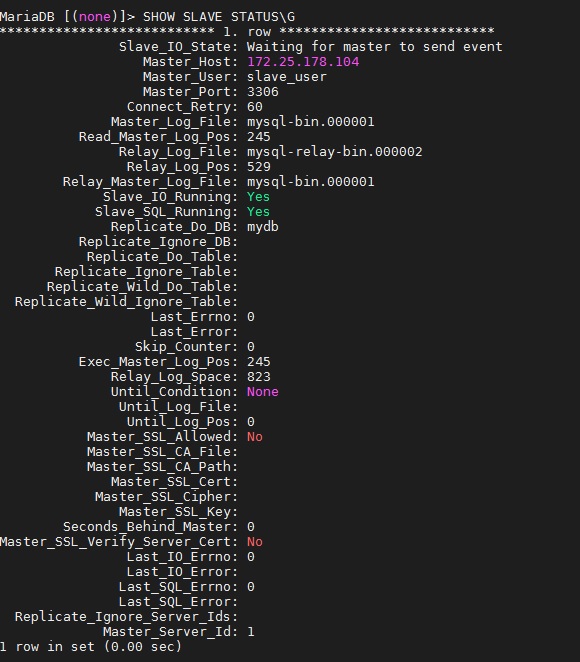 MariaDB [(none)]> SHOW SLAVE STATUS\G
*************************** 1. row ***************************
Slave_IO_State: Waiting for master to send event
Master_Host: 172.25.178.104
Master_User: slave_user
Master_Port: 3306
Connect_Retry: 60
Master_Log_File: mysql-bin.000001
Read_Master_Log_Pos: 245
Relay_Log_File: mysql-relay-bin.000002
Relay_Log_Pos: 529
Relay_Master_Log_File: mysql-bin.000001
Slave_IO_Running: Yes
Slave_SQL_Running: Yes
Replicate_Do_DB: mydb
Replicate_Ignore_DB:
Replicate_Do_Table:
Replicate_Ignore_Table:
Replicate_Wild_Do_Table:
Replicate_Wild_Ignore_Table:
Last_Errno: 0
Last_Error:
Skip_Counter: 0
Exec_Master_Log_Pos: 245
Relay_Log_Space: 823
Until_Condition: None
Until_Log_File:
Until_Log_Pos: 0
Master_SSL_Allowed: No
Master_SSL_CA_File:
Master_SSL_CA_Path:
Master_SSL_Cert:
Master_SSL_Cipher:
Master_SSL_Key:
Seconds_Behind_Master: 0
Master_SSL_Verify_Server_Cert: No
Last_IO_Errno: 0
Last_IO_Error:
Last_SQL_Errno: 0
Last_SQL_Error:
Replicate_Ignore_Server_Ids:
Master_Server_Id: 1
1 row in set (0.00 sec)